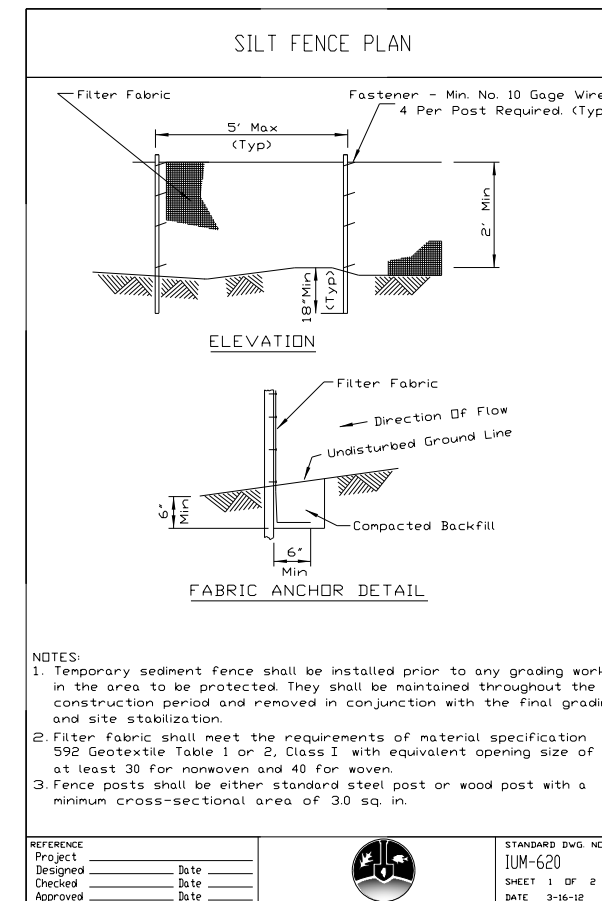 SILT FENCE PLAN
Filter Fabric
Fastener - Min. No. 10 Gage Wire
4 Per Post Required. (Typ
5' Max
(Typ)
2' Min
18"Min
(Typ)
ELEVATION
Filter Fabric
Direction Of Flow
Undisturbed Ground Line
6"
Min
Compacted Backfill
6"
Min
FABRIC ANCHOR DETAIL
NOTES:
1. Temporary sediment fence shall be installed prior to any grading work
in the area to be protected. They shall be maintained throughout the
construction period and removed in conjunction with the final gradi
and site stabilization.
2. Filter fabric shall meet the requirements of material specification
592 Geotextile Table 1 or 2, Class I with equivalent opening size of
at least 30 for nonwoven and 40 for woven.
3. Fence posts shall be either standard steel post or wood post with a
minimum cross-sectional area of 3.0 sq. in.
REFERENCE
Project
Designed Date
Checked Date
Approved Date
STANDARD DWG. NO
IUM-620
SHEET 1 OF 2
DATE 3-16-12